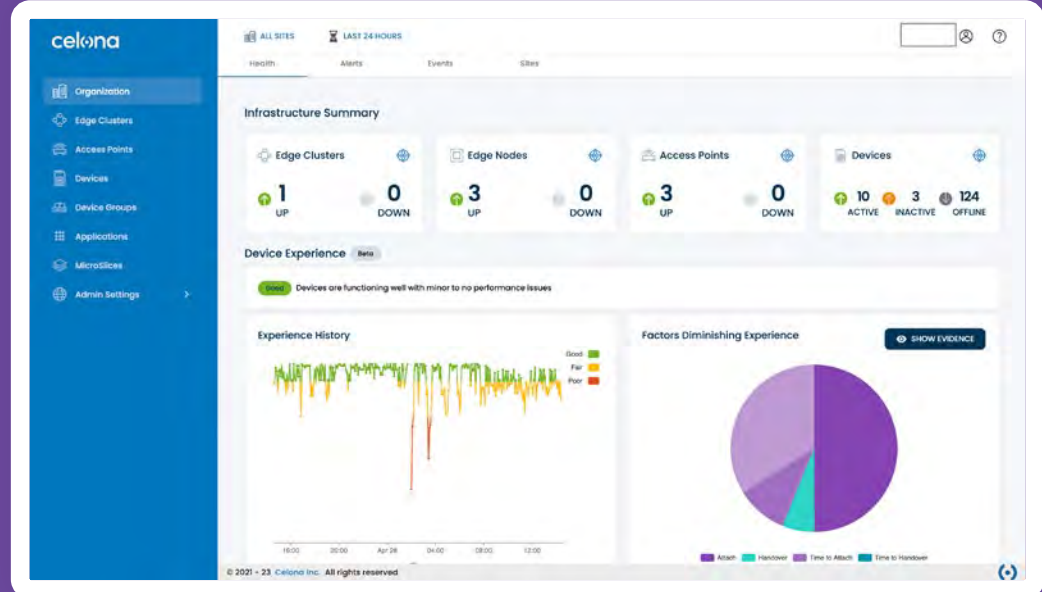 celona
ALL SITES
LAST 24 HOURS
Health
Alerts
Events
Sites
Organization
Edge Clusters
Access Points
Devices
Device Groups
Applications
MicroSlices
Admin Settings
Infrastructure Summary
Edge Clusters
1
UP
0
DOWN
Edge Nodes
3
UP
0
DOWN
Access Points
3
UP
0
DOWN
Devices
10
ACTIVE
3
INACTIVE
124
OFFLINE
Device Experience Beta
Good Devices are functioning well with minor to no performance issues
Experience History
Good
Fair
Poor
16:00 20:00 Apr 28 04:00 08:00 12:00
Factors Diminishing Experience
SHOW EVIDENCE
Attach Handover Time to Attach Time to Handover
© 2021 - 23 Celona Inc. All rights reserved